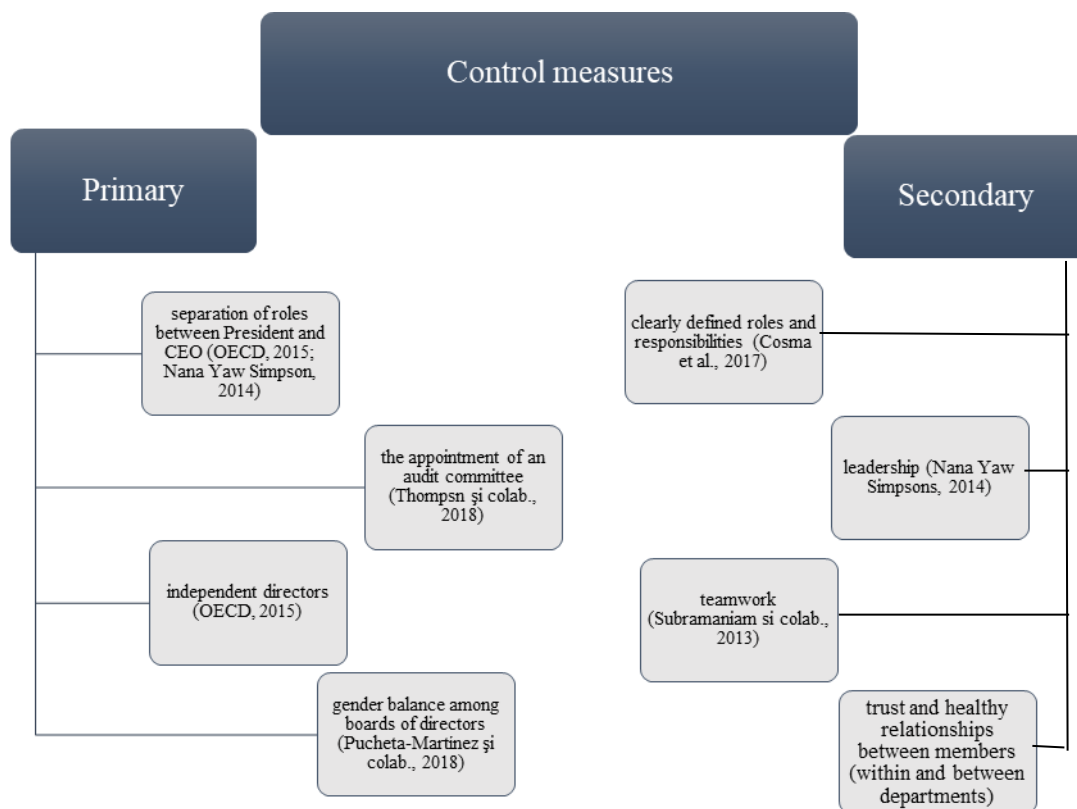 Control measures
Primary
Secondary
separation of roles
between President and
CEO (OECD, 2015;
Nana Yaw Simpson,
2014)
the appointment of an
audit committee
(Thompsn şi colab.,
2018)
independent directors
(OECD, 2015)
gender balance among
boards of directors
(Pucheta-Martinez şi
colab., 2018)
clearly defined roles and
responsibilities (Cosma
et al., 2017)
leadership (Nana Yaw
Simpsons, 2014)
teamwork
(Subramaniam si colab.,
2013)
trust and healthy
relationships
between members
(within and between
departments)